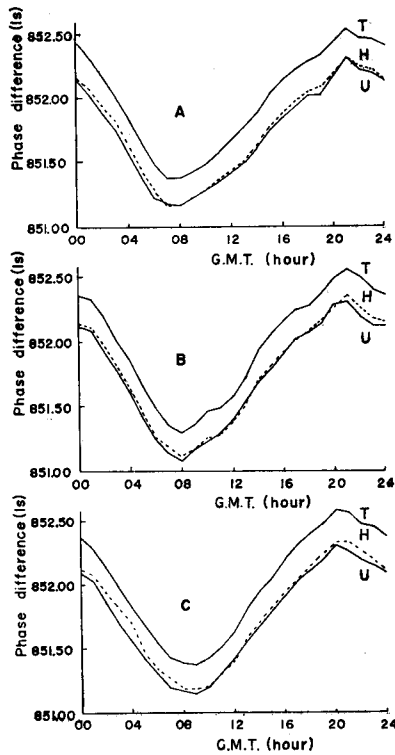 Phase difference (ls)
852.50
852.00
851.50
851.00
A
T
H
U
00 04 08 12 16 20 24
G.M.T. (hour)
Phase difference (ls)
852.50
852.00
851.50
851.00
B
T
H
U
00 04 08 12 16 20 24
G.M.T. (hour)
Phase difference (ls)
852.50
852.00
851.50
851.00
C
T
H
U
00 04 08 12 16 20 24
G.M.T. (hour)